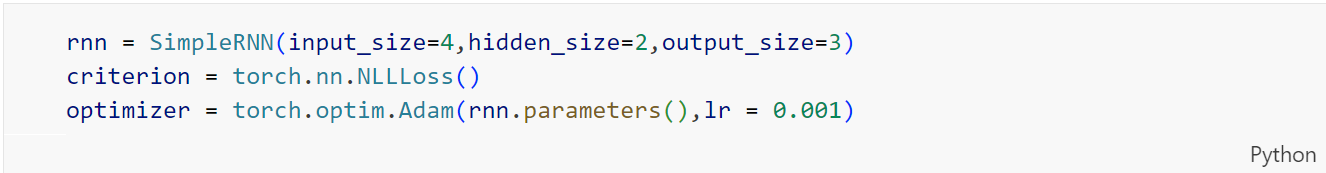 rnn = SimpleRNN(input_size=4,hidden_size=2,output_size=3)
criterion = torch.nn.NLLLoss()
optimizer = torch.optim.Adam(rnn.parameters(),lr = 0.001)
Python